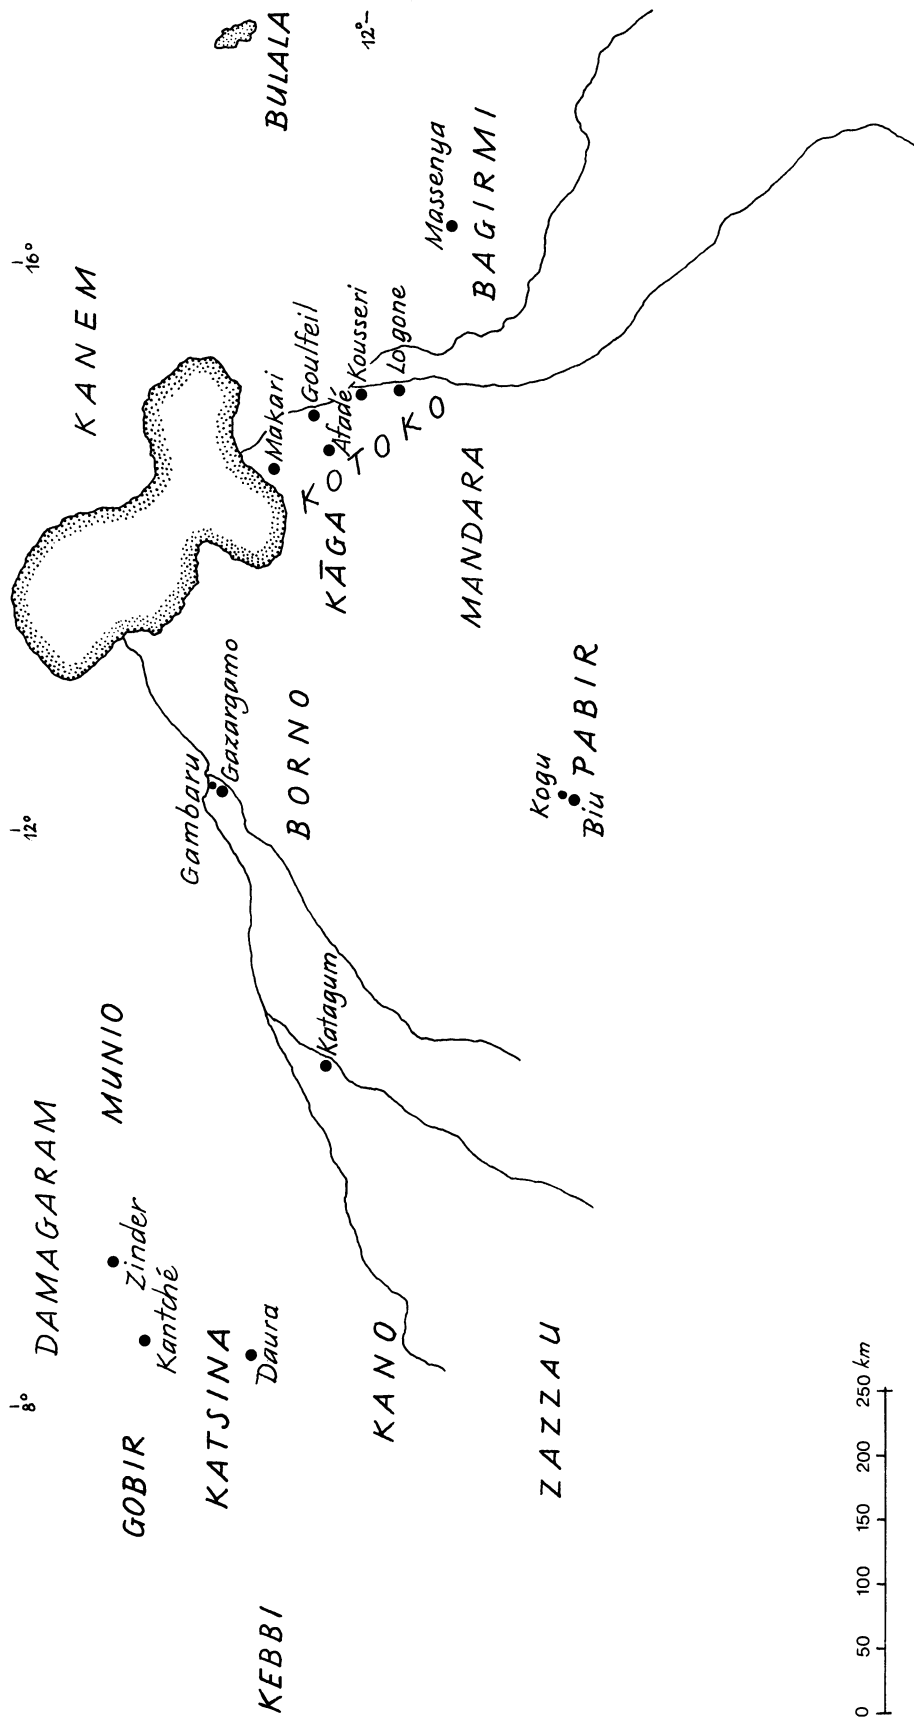 8°
12°
16°
DAMAGARAM
KANEM
MUNIO
Zinder
GOBIR
Kantché
Gambaru
KATSINA
Gazargamo
Daura
KEBBI
BORNO
Makari
BULALA
Goulfeil
Katagum
KĀGA
Afadé
KOTOKO
Kousseri
12°
KANO
Logone
Massenya
MANDARA
BAGIRMI
ZAZZAU
Kogu
Biu
PABIR
0 50 100 150 200 250 km